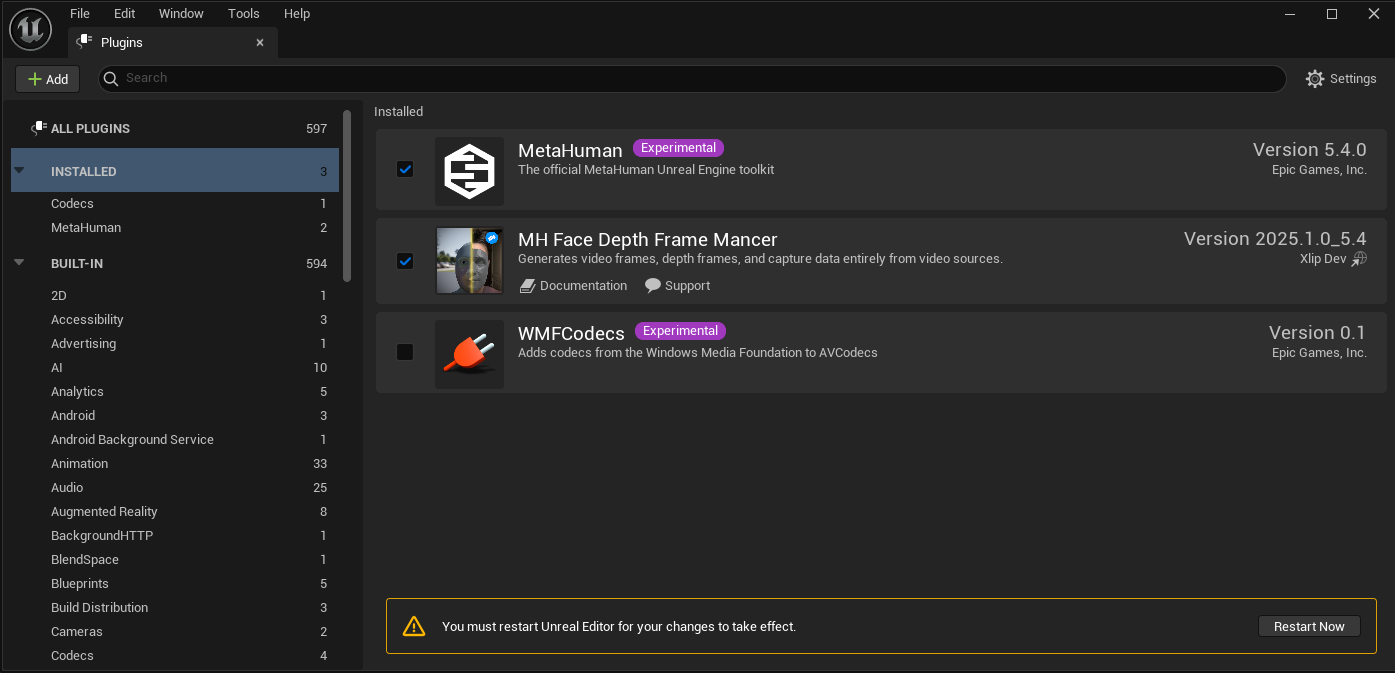 File Edit Window Tools Help
Plugins
Add
Search
Settings
ALL PLUGINS 597
INSTALLED 3
Codecs 1
MetaHuman 2
BUILT-IN 594
2D 1
Accessibility 3
Advertising 1
AI 10
Analytics 5
Android 3
Android Background Service 1
Animation 33
Audio 25
Augmented Reality 8
BackgroundHTTP 1
BlendSpace 1
Blueprints 5
Build Distribution 3
Cameras 2
Codecs 4
Installed
MetaHuman Experimental Version 5.4.0
The official MetaHuman Unreal Engine toolkit Epic Games, Inc.
MH Face Depth Frame Mancer Version 2025.1.0_5.4
Generates video frames, depth frames, and capture data entirely from video sources. Xlip Dev
Documentation Support
WMFCodecs Experimental Version 0.1
Adds codecs from the Windows Media Foundation to AVCodecs Epic Games, Inc.
You must restart Unreal Editor for your changes to take effect. Restart Now